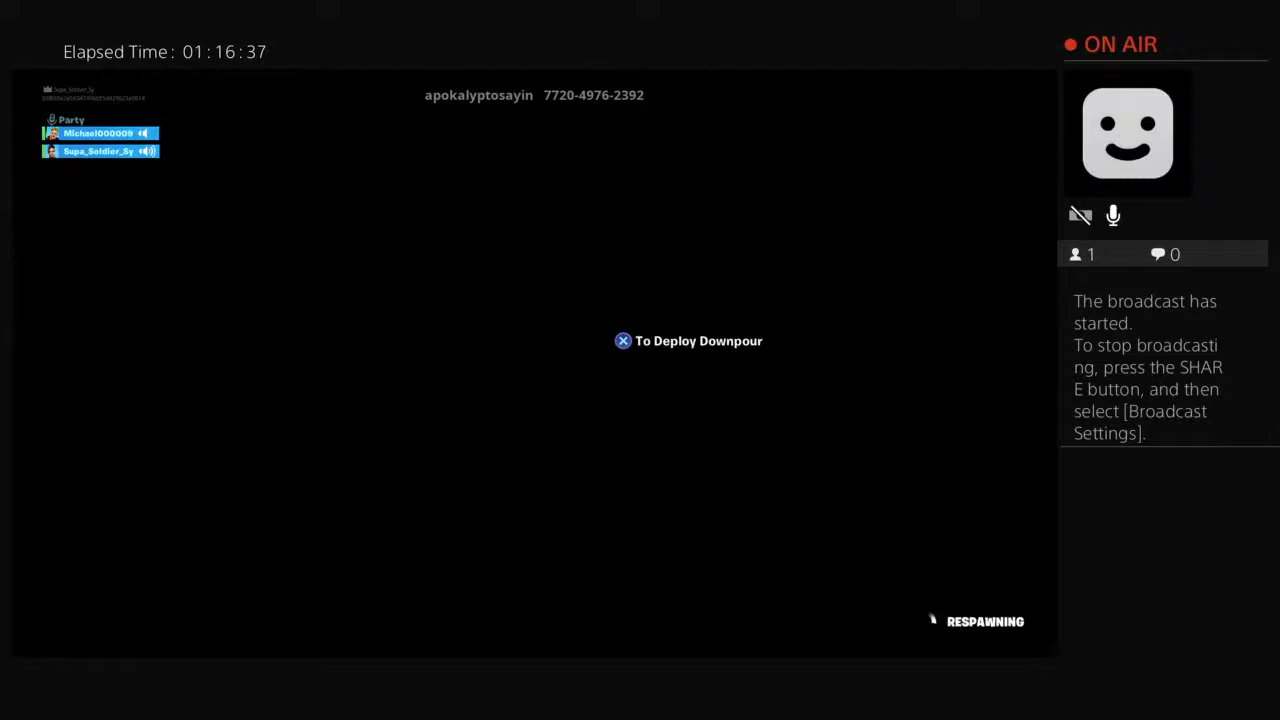 Elapsed Time: 01:16:37
ON AIR
Supa_Soldier_Sy
apokalyptosayin 7720-4976-2392
Party
Michael000009
Supa_Soldier_Sy
1 0
The broadcast has
started.
To stop broadcasti
ng, press the SHAR
E button, and then
select [Broadcast
Settings].
To Deploy Downpour
RESPAWNING